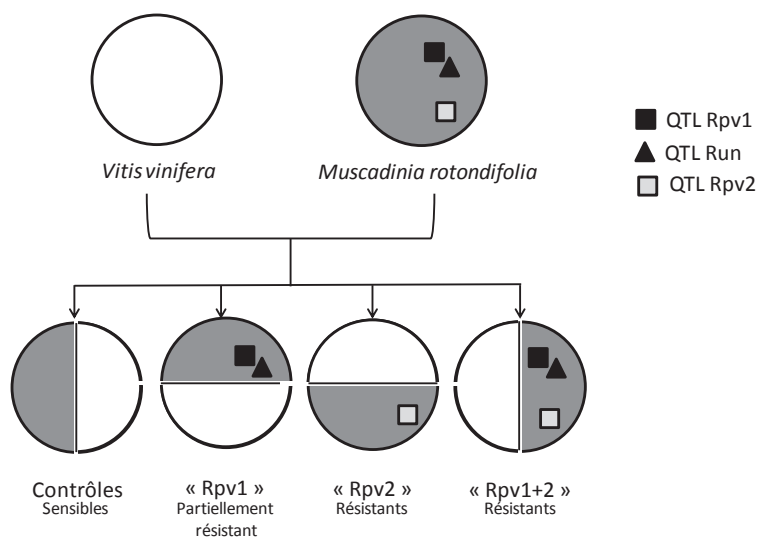 Vitis vinifera
Muscadinia rotondifolia
QTL Rpv1
QTL Run
QTL Rpv2
Contrôles
Sensibles
« Rpv1 »
Partiellement
résistant
« Rpv2 »
Résistants
« Rpv1+2 »
Résistants